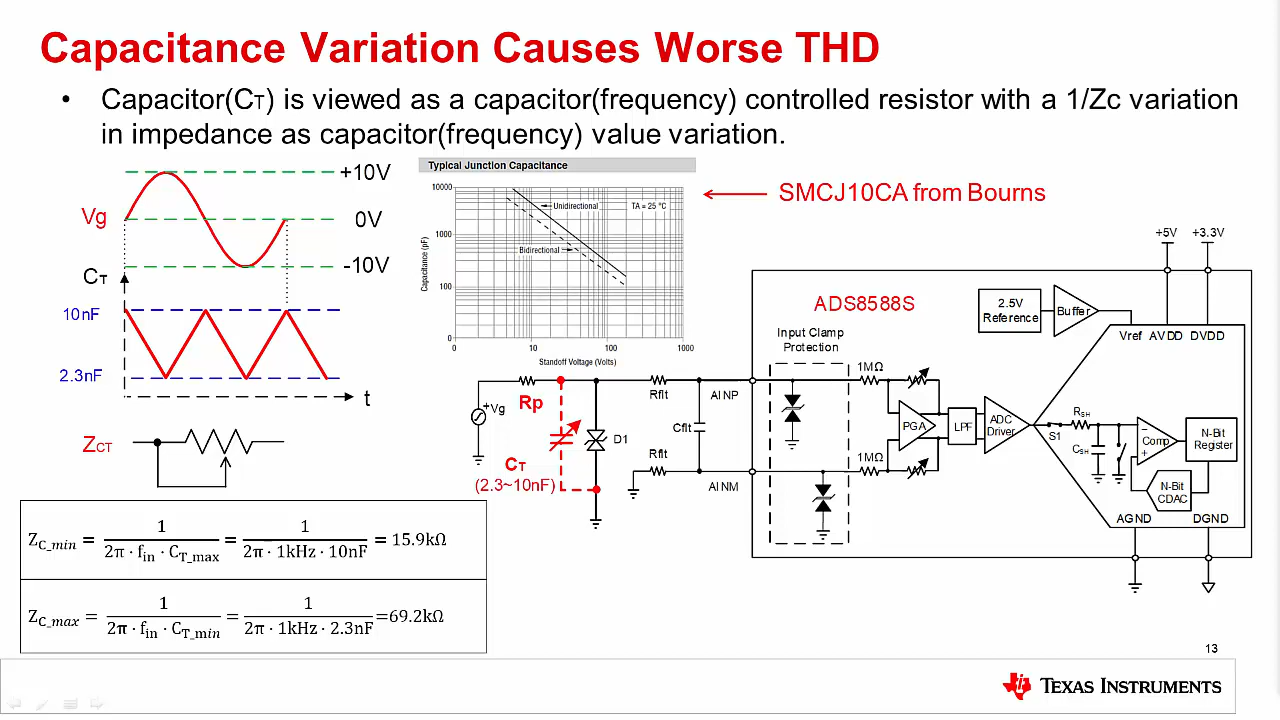 Capacitance Variation Causes Worse THD
• Capacitor(CT) is viewed as a capacitor(frequency) controlled resistor with a 1/Zc variation
in impedance as capacitor(frequency) value variation.
Vg
+10V
0V
-10V
CT
10nF
2.3nF
t
ZCT
Typical Junction Capacitance
Capacitance (pF)
10000
1000
100
0
Unidirectional
TA = 25 °C
Bidirectional
0 10 100 1000
Standoff Voltage (Volts)
SMCJ10CA from Bourns
+5V +3.3V
ADS8588S
2.5V
Reference
Buffer
Vref AVDD DVDD
Input Clamp
Protection
1MΩ
+Vg
Rp
CT
(2.3~10nF)
D1
Rflt
Cflt
Rflt
AINP
AINM
1MΩ
PGA
LPF
ADC
Driver
S1
RSH
CSH
−
Comp
+
N-Bit
Register
N-Bit
CDAC
AGND DGND
ZC_min = 1 / (2π · fin · CT_max) = 1 / (2π · 1kHz · 10nF) = 15.9kΩ
ZC_max = 1 / (2π · fin · CT_min) = 1 / (2π · 1kHz · 2.3nF) =69.2kΩ
13
TEXAS INSTRUMENTS